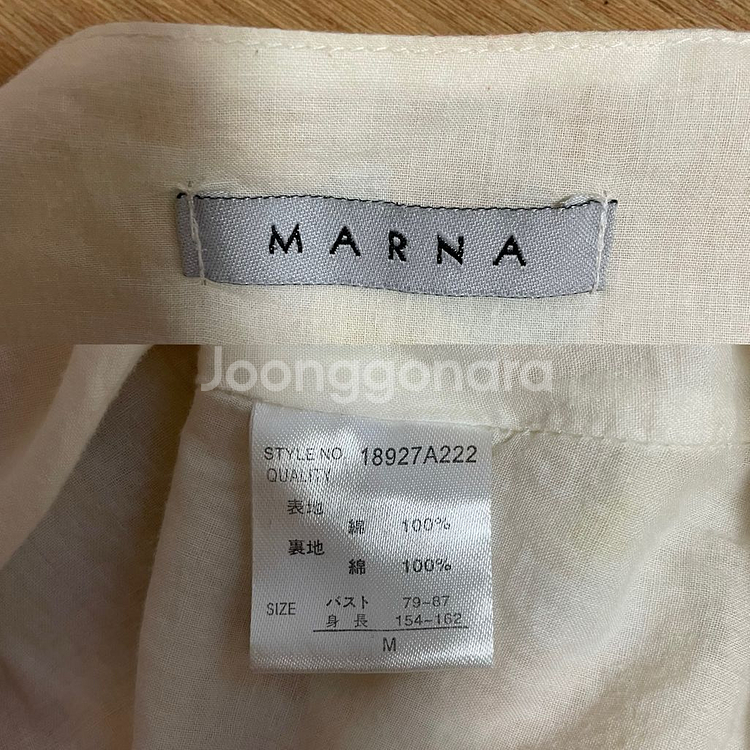 MARNA
Joonggonara
STYLE NO. 18927A222
QUALITY
表地
綿 100%
裏地
綿 100%
SIZE バスト 79-87
身長 154-162
M